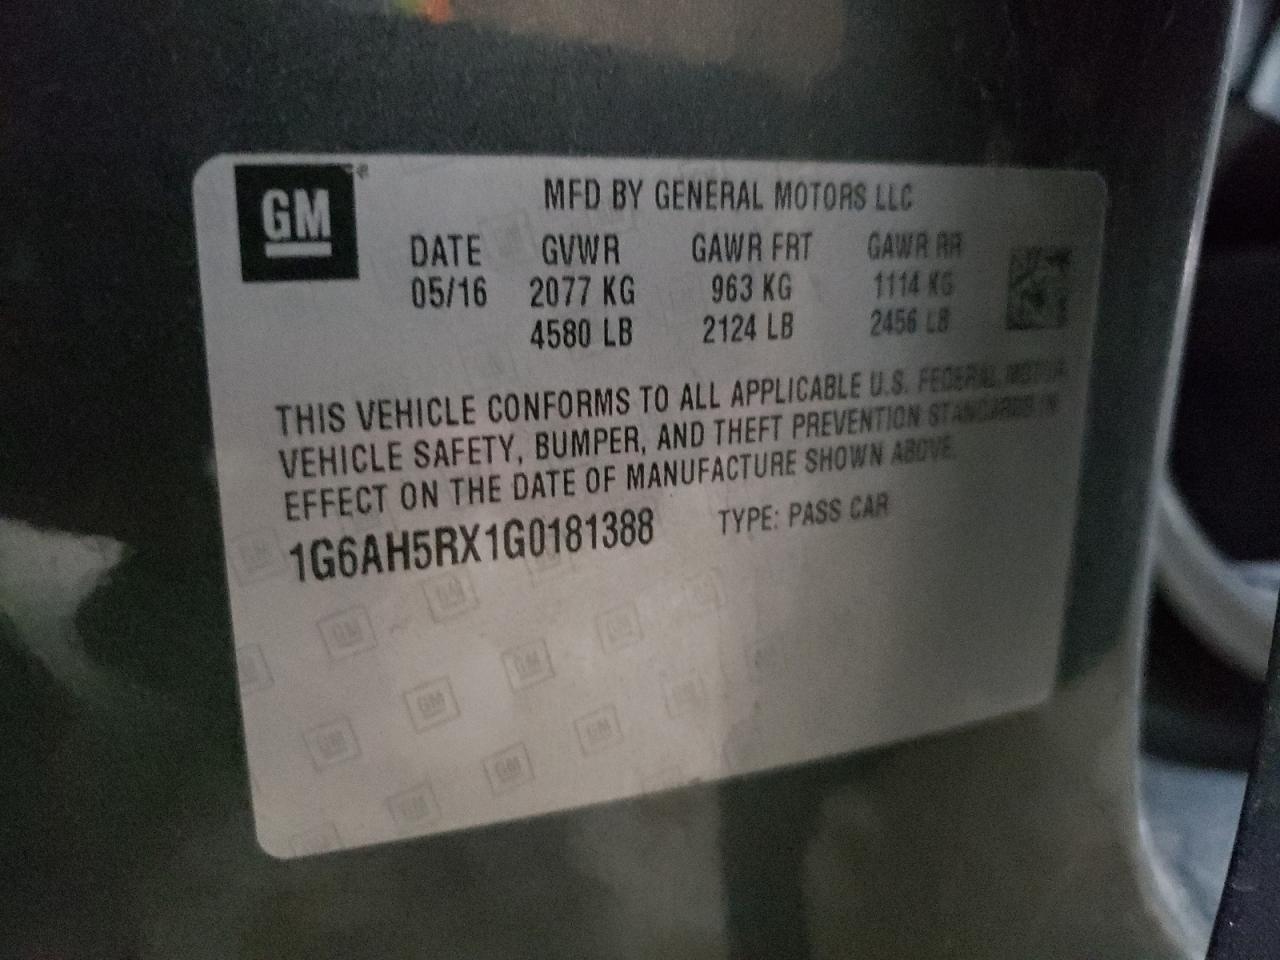 GM
MFD BY GENERAL MOTORS LLC
DATE GVWR GAWR FRT GAWR RR
05/16 2077 KG 963 KG 1114 KG
4580 LB 2124 LB 2456 LB
THIS VEHICLE CONFORMS TO ALL APPLICABLE U.S. FEDERAL MOTOR
VEHICLE SAFETY, BUMPER, AND THEFT PREVENTION STANDARDS IN
EFFECT ON THE DATE OF MANUFACTURE SHOWN ABOVE.
1G6AH5RX1G0181388 TYPE: PASS CAR